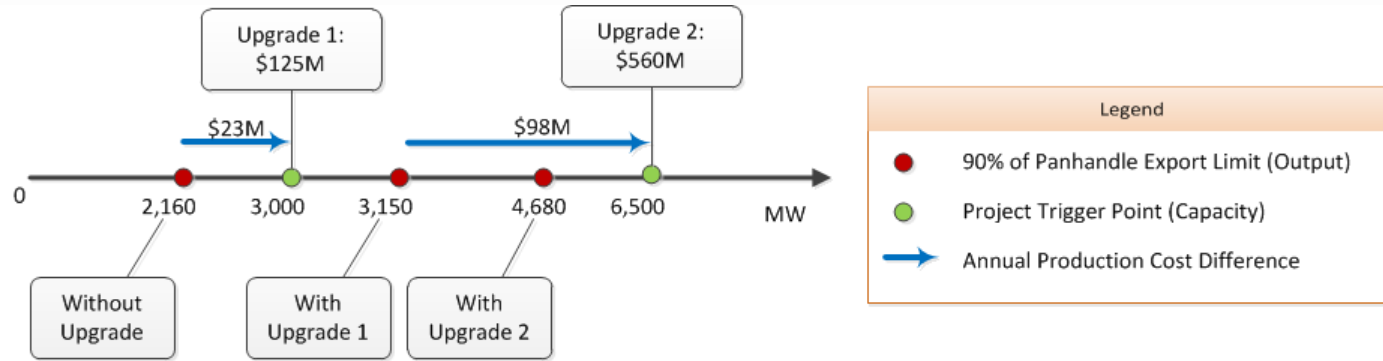 Upgrade 1:
$125M
Upgrade 2:
$560M
$23M
$98M
0
2,160
3,000
3,150
4,680
6,500
MW
Without
Upgrade
With
Upgrade 1
With
Upgrade 2
Legend
90% of Panhandle Export Limit (Output)
Project Trigger Point (Capacity)
Annual Production Cost Difference